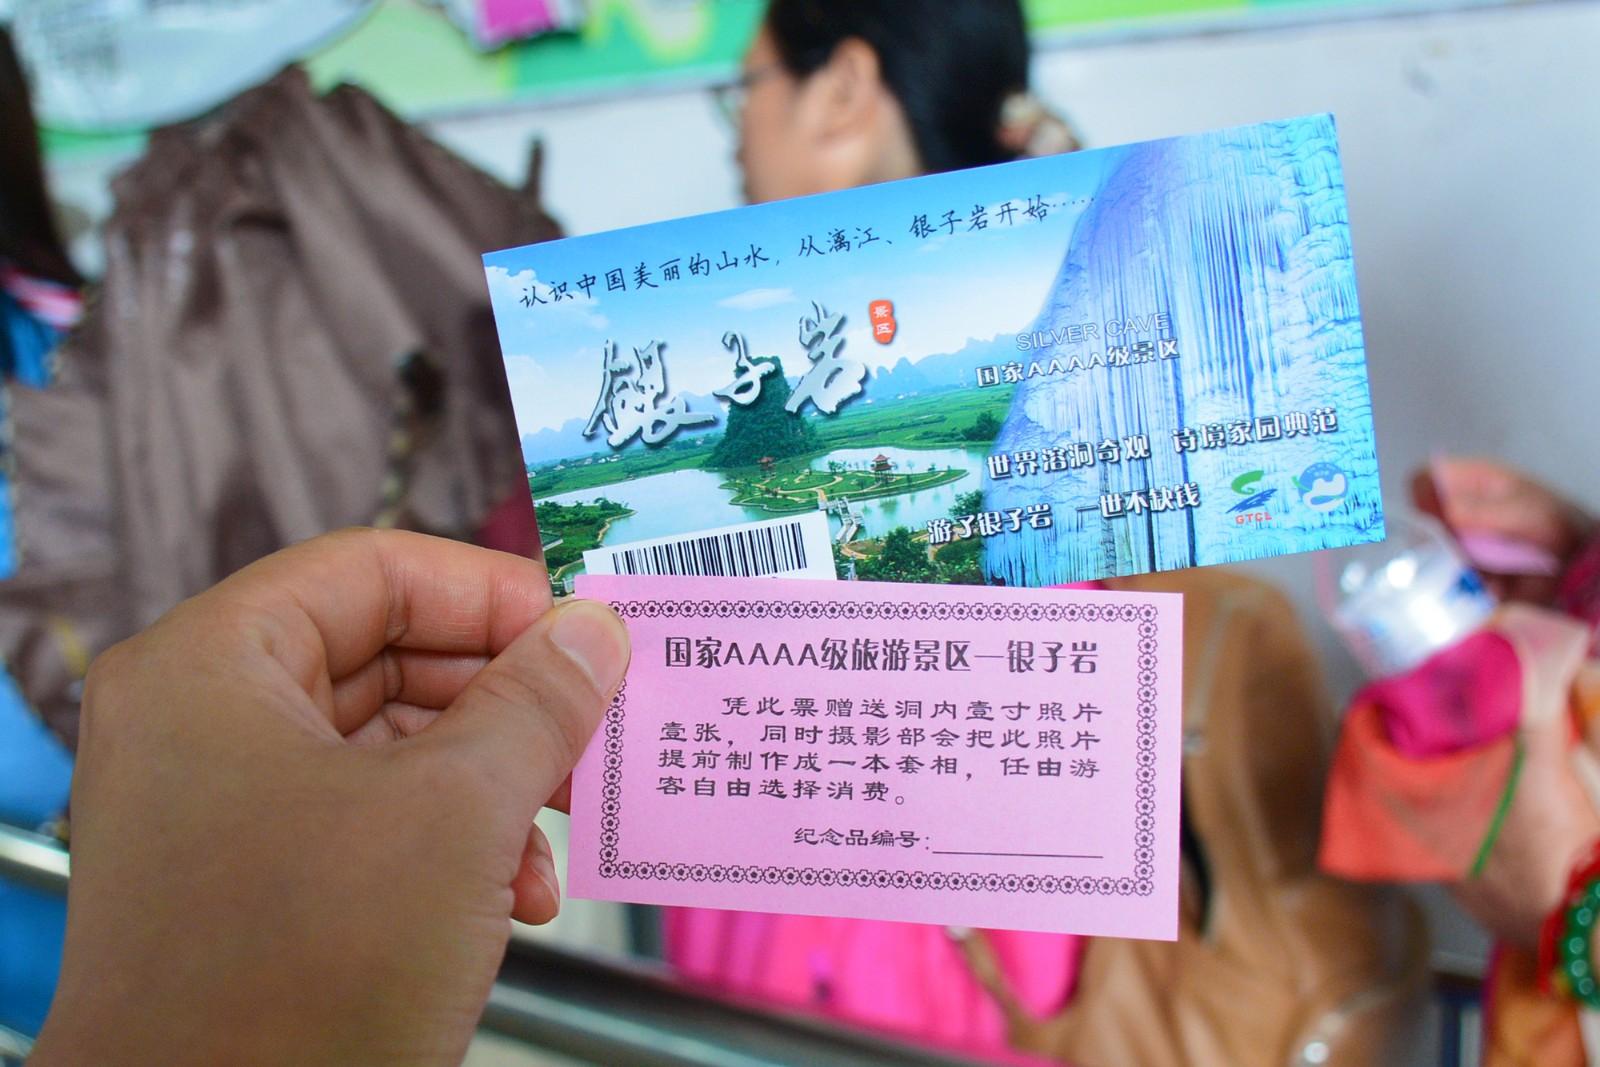 认识中国美丽的山水，从漓江、银子岩开始……
银子岩
景区
SILVER CAVE
国家AAAA级景区
世界溶洞奇观 诗境家园典范
游了银子岩 一世不缺钱
GTCL
国家AAAA级旅游景区—银子岩
凭此票赠送洞内壹寸照片
壹张，同时摄影部会把此照片
提前制作成一本套相，任由游
客自由选择消费。
纪念品编号：